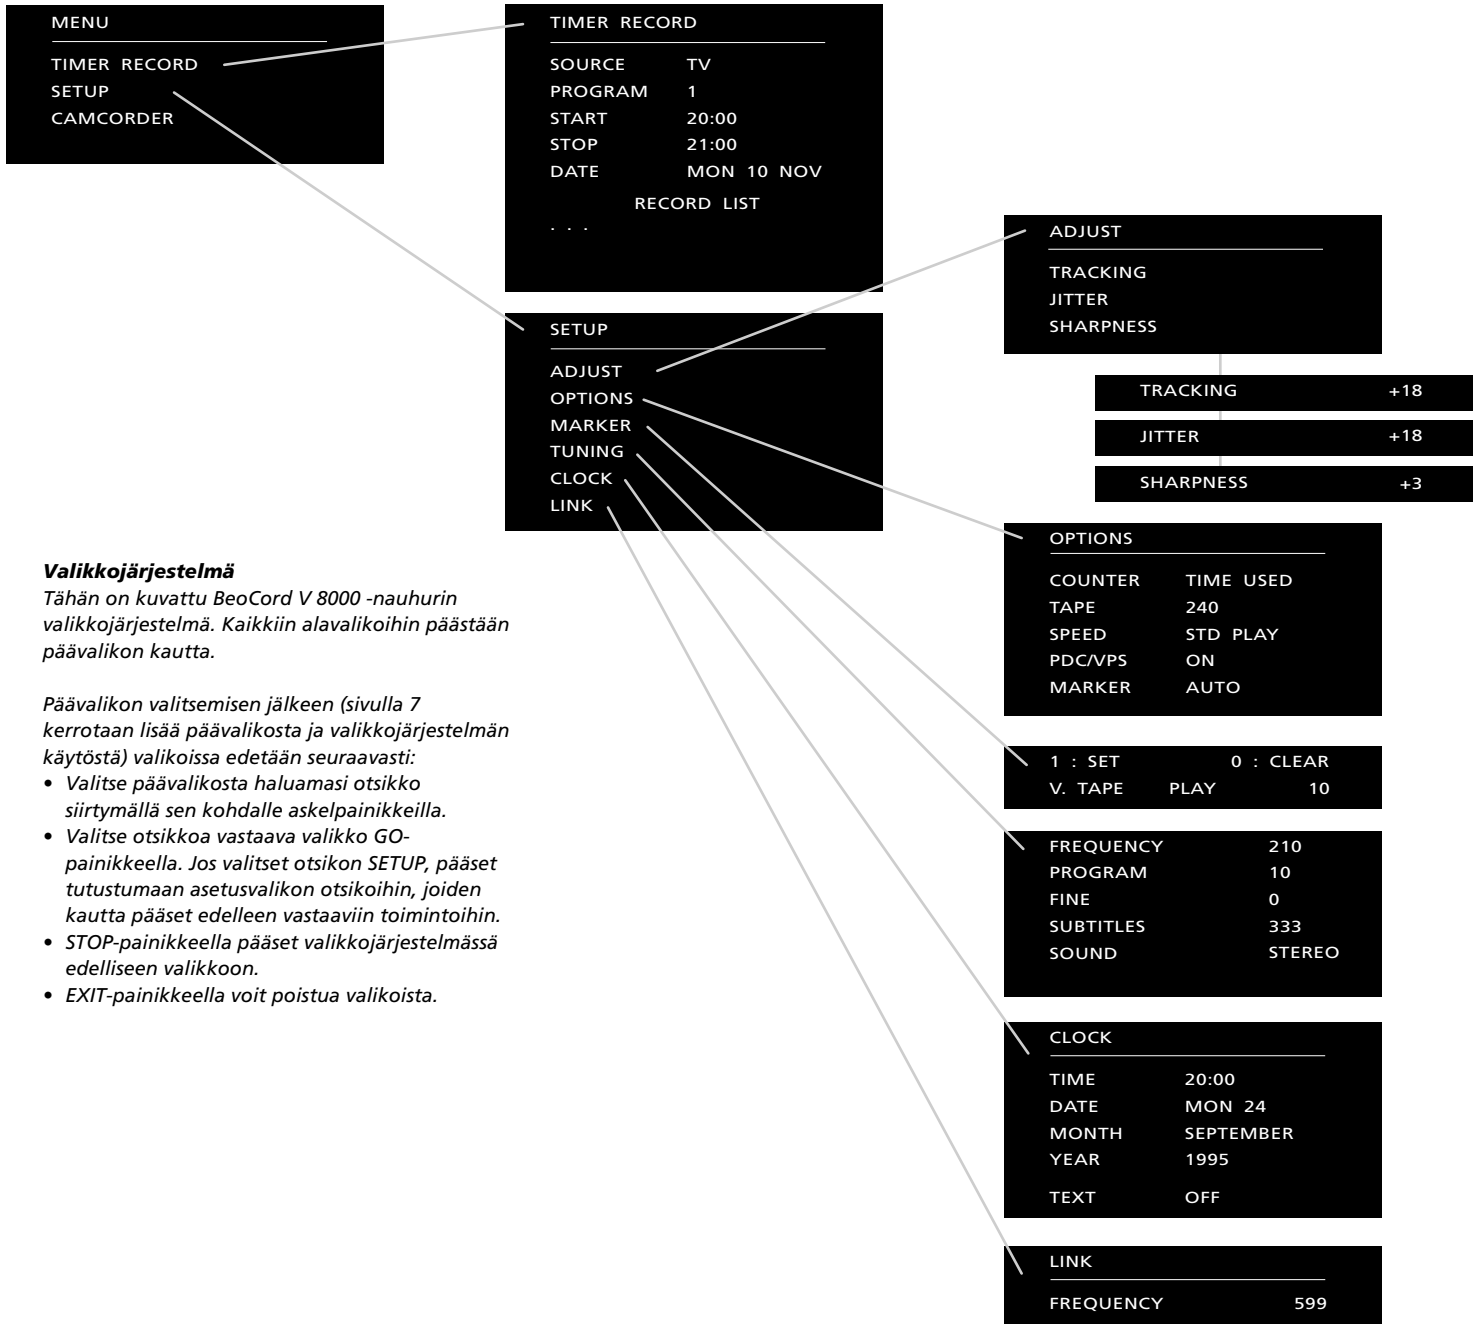 MENU
TIMER RECORD
SETUP
CAMCORDER
TIMER RECORD
SOURCE TV
PROGRAM 1
START 20:00
STOP 21:00
DATE MON 10 NOV
RECORD LIST
. . .
SETUP
ADJUST
OPTIONS
MARKER
TUNING
CLOCK
LINK
ADJUST
TRACKING
JITTER
SHARPNESS
TRACKING +18
JITTER +18
SHARPNESS +3
OPTIONS
COUNTER TIME USED
TAPE 240
SPEED STD PLAY
PDC/VPS ON
MARKER AUTO
1 : SET 0 : CLEAR
V. TAPE PLAY 10
FREQUENCY 210
PROGRAM 10
FINE 0
SUBTITLES 333
SOUND STEREO
CLOCK
TIME 20:00
DATE MON 24
MONTH SEPTEMBER
YEAR 1995
TEXT OFF
LINK
FREQUENCY 599
Valikkojärjestelmä
Tähän on kuvattu BeoCord V 8000 -nauhurin
valikkojärjestelmä. Kaikkiin alavalikoihin päästään
päävalikon kautta.
Päävalikon valitsemisen jälkeen (sivulla 7
kerrotaan lisää päävalikosta ja valikkojärjestelmän
käytöstä) valikoissa edetään seuraavasti:
• Valitse päävalikosta haluamasi otsikko
siirtymällä sen kohdalle askelpainikkeilla.
• Valitse otsikkoa vastaava valikko GO-
painikkeella. Jos valitset otsikon SETUP, pääset
tutustumaan asetusvalikon otsikoihin, joiden
kautta pääset edelleen vastaaviin toimintoihin.
• STOP-painikkeella pääset valikkojärjestelmässä
edelliseen valikkoon.
• EXIT-painikkeella voit poistua valikoista.